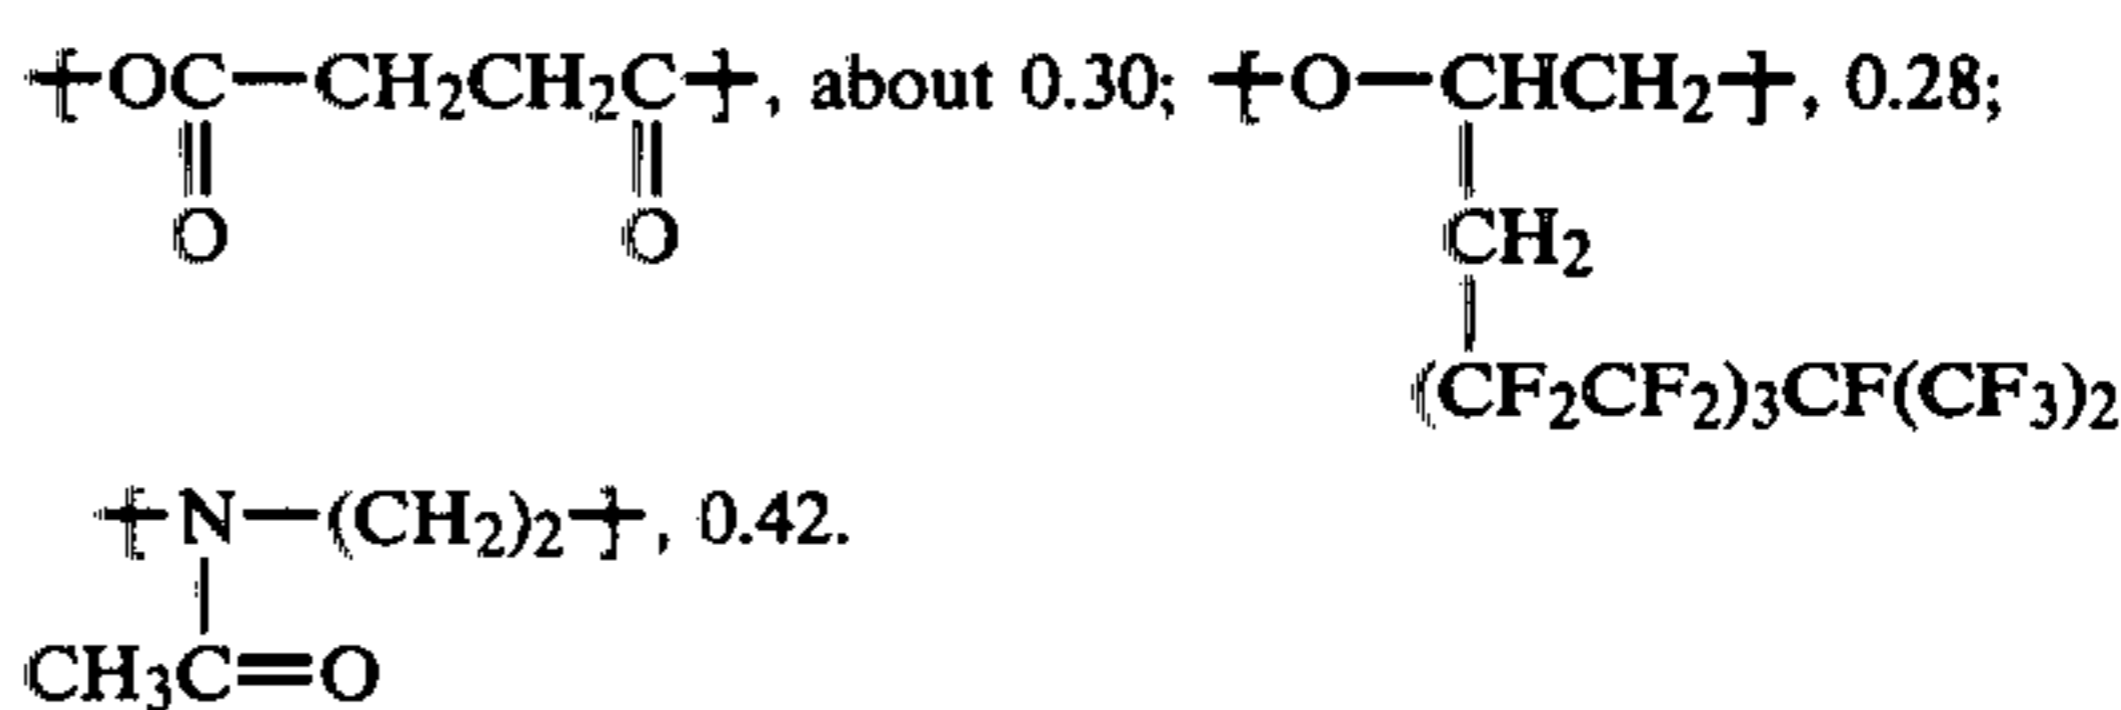 [OC—CH₂CH₂C], about 0.30; [O—CHCH₂], 0.28;
O O CH₂
(CF₂CF₂)₃CF(CF₃)₂
[N—(CH₂)₂], 0.42.
CH₃C=O